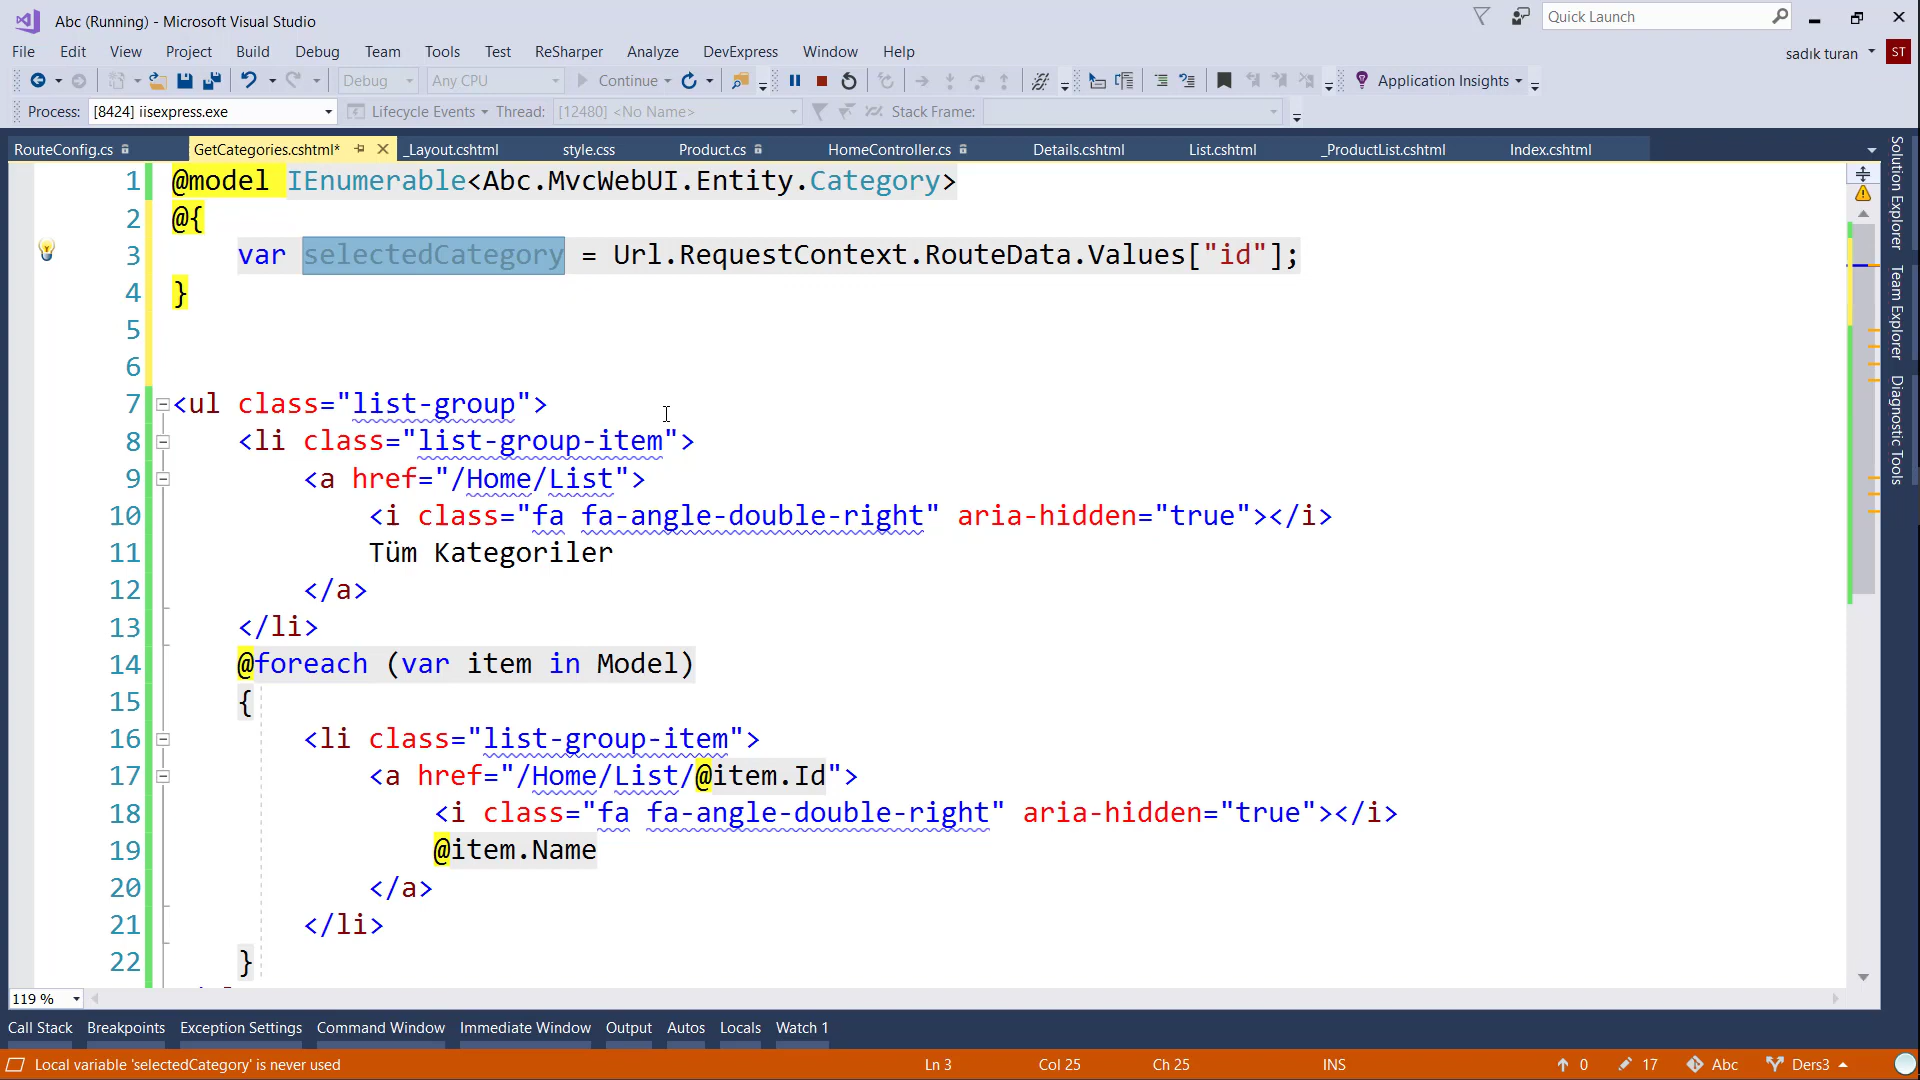 Abc (Running) - Microsoft Visual Studio
Quick Launch
File Edit View Project Build Debug Team Tools Test ReSharper Analyze DevExpress Window Help
sadık turan ST
Debug Any CPU Continue Application Insights
Process: [8424] iisexpress.exe Lifecycle Events Thread: [12480] <No Name> Stack Frame:
RouteConfig.cs GetCategories.cshtml* _Layout.cshtml style.css Product.cs HomeController.cs Details.cshtml List.cshtml _ProductList.cshtml Index.cshtml
1 @model IEnumerable<Abc.MvcWebUI.Entity.Category>
2 @{
3 var selectedCategory = Url.RequestContext.RouteData.Values["id"];
4 }
5
6
7 <ul class="list-group">
8 <li class="list-group-item">
9 <a href="/Home/List">
10 <i class="fa fa-angle-double-right" aria-hidden="true"></i>
11 Tüm Kategoriler
12 </a>
13 </li>
14 @foreach (var item in Model)
15 {
16 <li class="list-group-item">
17 <a href="/Home/List/@item.Id">
18 <i class="fa fa-angle-double-right" aria-hidden="true"></i>
19 @item.Name
20 </a>
21 </li>
22 }
Solution Explorer
Team Explorer
Diagnostic Tools
119 %
Call Stack Breakpoints Exception Settings Command Window Immediate Window Output Autos Locals Watch 1
Local variable 'selectedCategory' is never used Ln 3 Col 25 Ch 25 INS 0 17 Abc Ders3